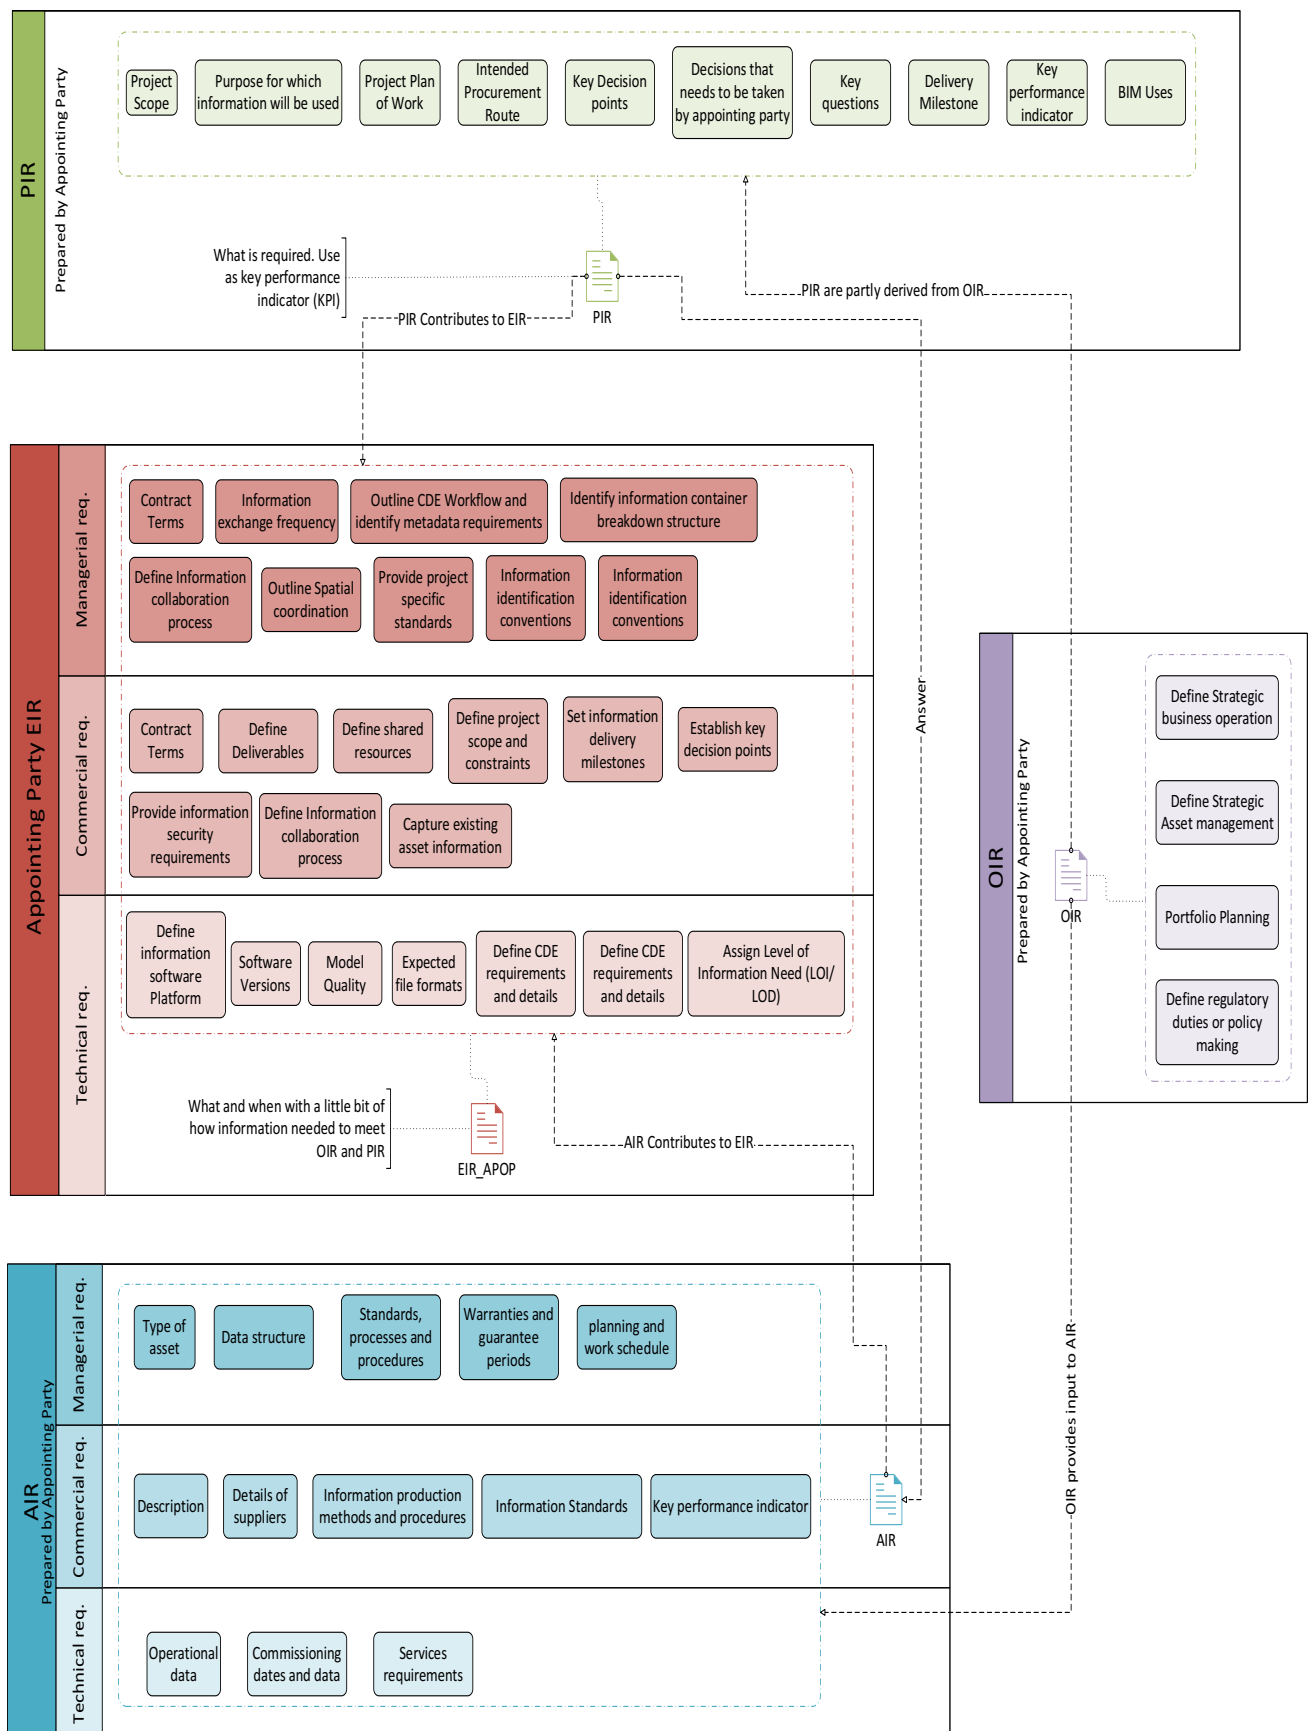 PIR
Prepared by Appointing Party
Project
Scope
Purpose for which
information will be used
Project Plan
of Work
Intended
Procurement
Route
Key Decision
points
Decisions that
needs to be taken
by appointing party
Key
questions
Delivery
Milestone
Key
performance
indicator
BIM Uses
What is required. Use
as key performance
indicator (KPI)
PIR
PIR Contributes to EIR
PIR are partly derived from OIR
Answer
Appointing Party EIR
Managerial req.
Contract
Terms
Information
exchange frequency
Outline CDE Workflow and
identify metadata requirements
Identify information container
breakdown structure
Define Information
collaboration
process
Outline Spatial
coordination
Provide project
specific
standards
Information
identification
conventions
Information
identification
conventions
Commercial req.
Contract
Terms
Define
Deliverables
Define shared
resources
Define project
scope and
constraints
Set information
delivery
milestones
Establish key
decision points
Provide information
security
requirements
Define Information
collaboration
process
Capture existing
asset information
Technical req.
Define
information
software
Platform
Software
Versions
Model
Quality
Expected
file formats
Define CDE
requirements
and details
Define CDE
requirements
and details
Assign Level of
Information Need (LOI/
LOD)
What and when with a little bit of
how information needed to meet
OIR and PIR
EIR_APOP
AIR Contributes to EIR
OIR
Prepared by Appointing Party
OIR
Define Strategic
business operation
Define Strategic
Asset management
Portfolio Planning
Define regulatory
duties or policy
making
OIR provides input to AIR
AIR
Prepared by Appointing Party
Managerial req.
Type of
asset
Data structure
Standards,
processes and
procedures
Warranties and
guarantee
periods
planning and
work schedule
Commercial req.
Description
Details of
suppliers
Information production
methods and procedures
Information Standards
Key performance indicator
AIR
Technical req.
Operational
data
Commissioning
dates and data
Services
requirements